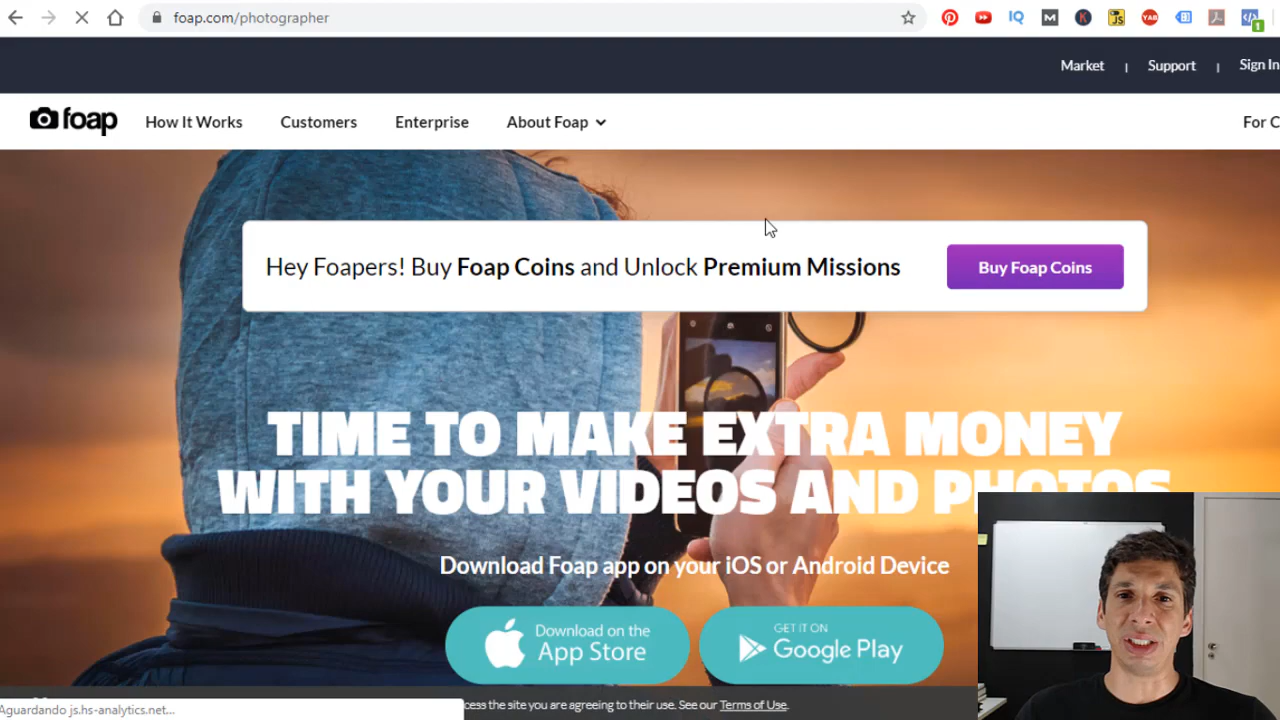 foap.com/photographer
Market | Support | Sign In
foap How It Works Customers Enterprise About Foap For C
Hey Foapers! Buy Foap Coins and Unlock Premium Missions Buy Foap Coins
TIME TO MAKE EXTRA MONEY
WITH YOUR VIDEOS AND PHOTOS
Download Foap app on your iOS or Android Device
Download on the
App Store
GET IT ON
Google Play
cess the site you are agreeing to their use. See our Terms of Use.
Aguardando js.hs-analytics.net...